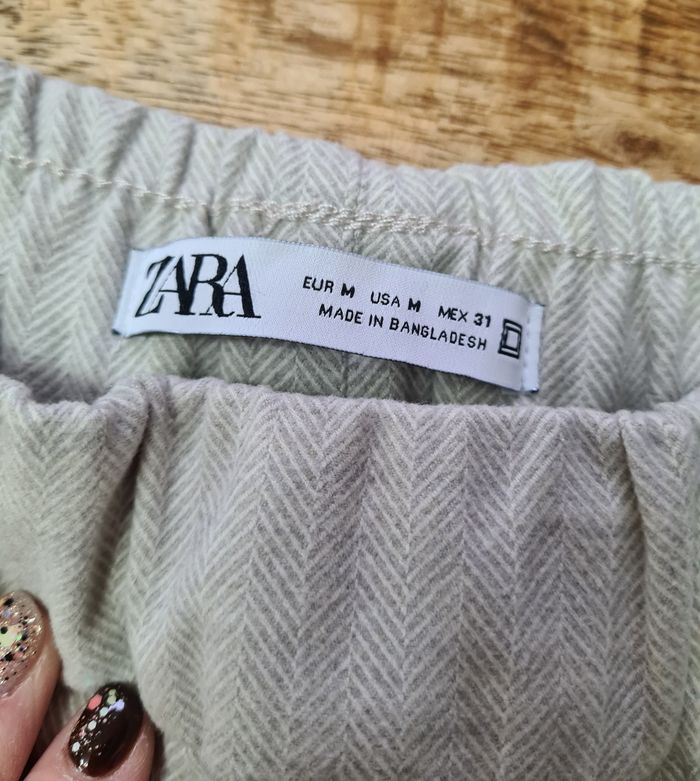 ZARA
EUR M USA M MEX 31
MADE IN BANGLADESH